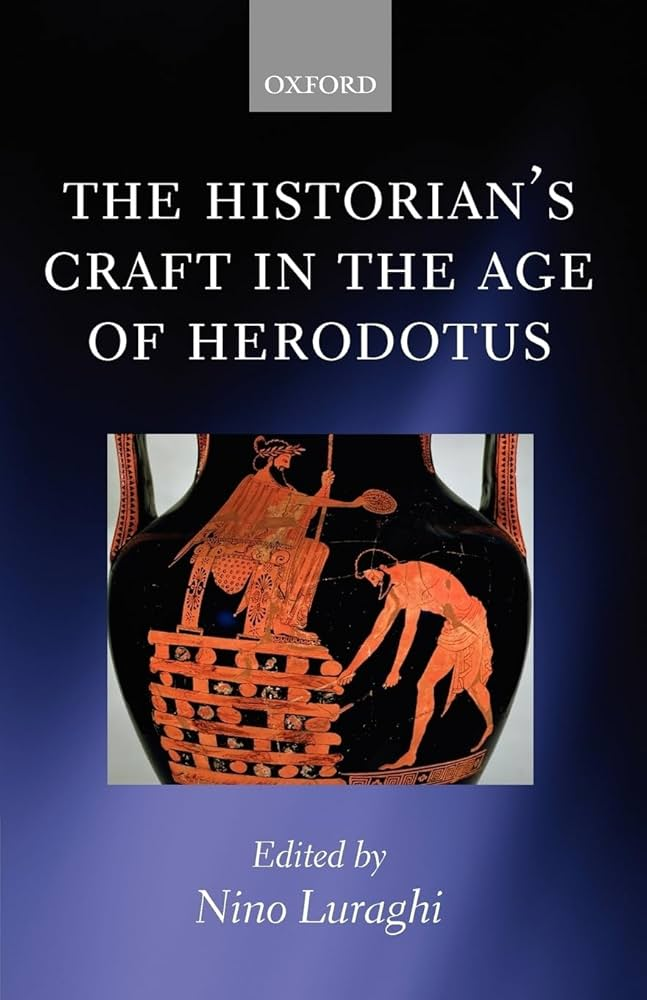 OXFORD
THE HISTORIAN'S
CRAFT IN THE AGE
OF HERODOTUS
Edited by
Nino Luraghi